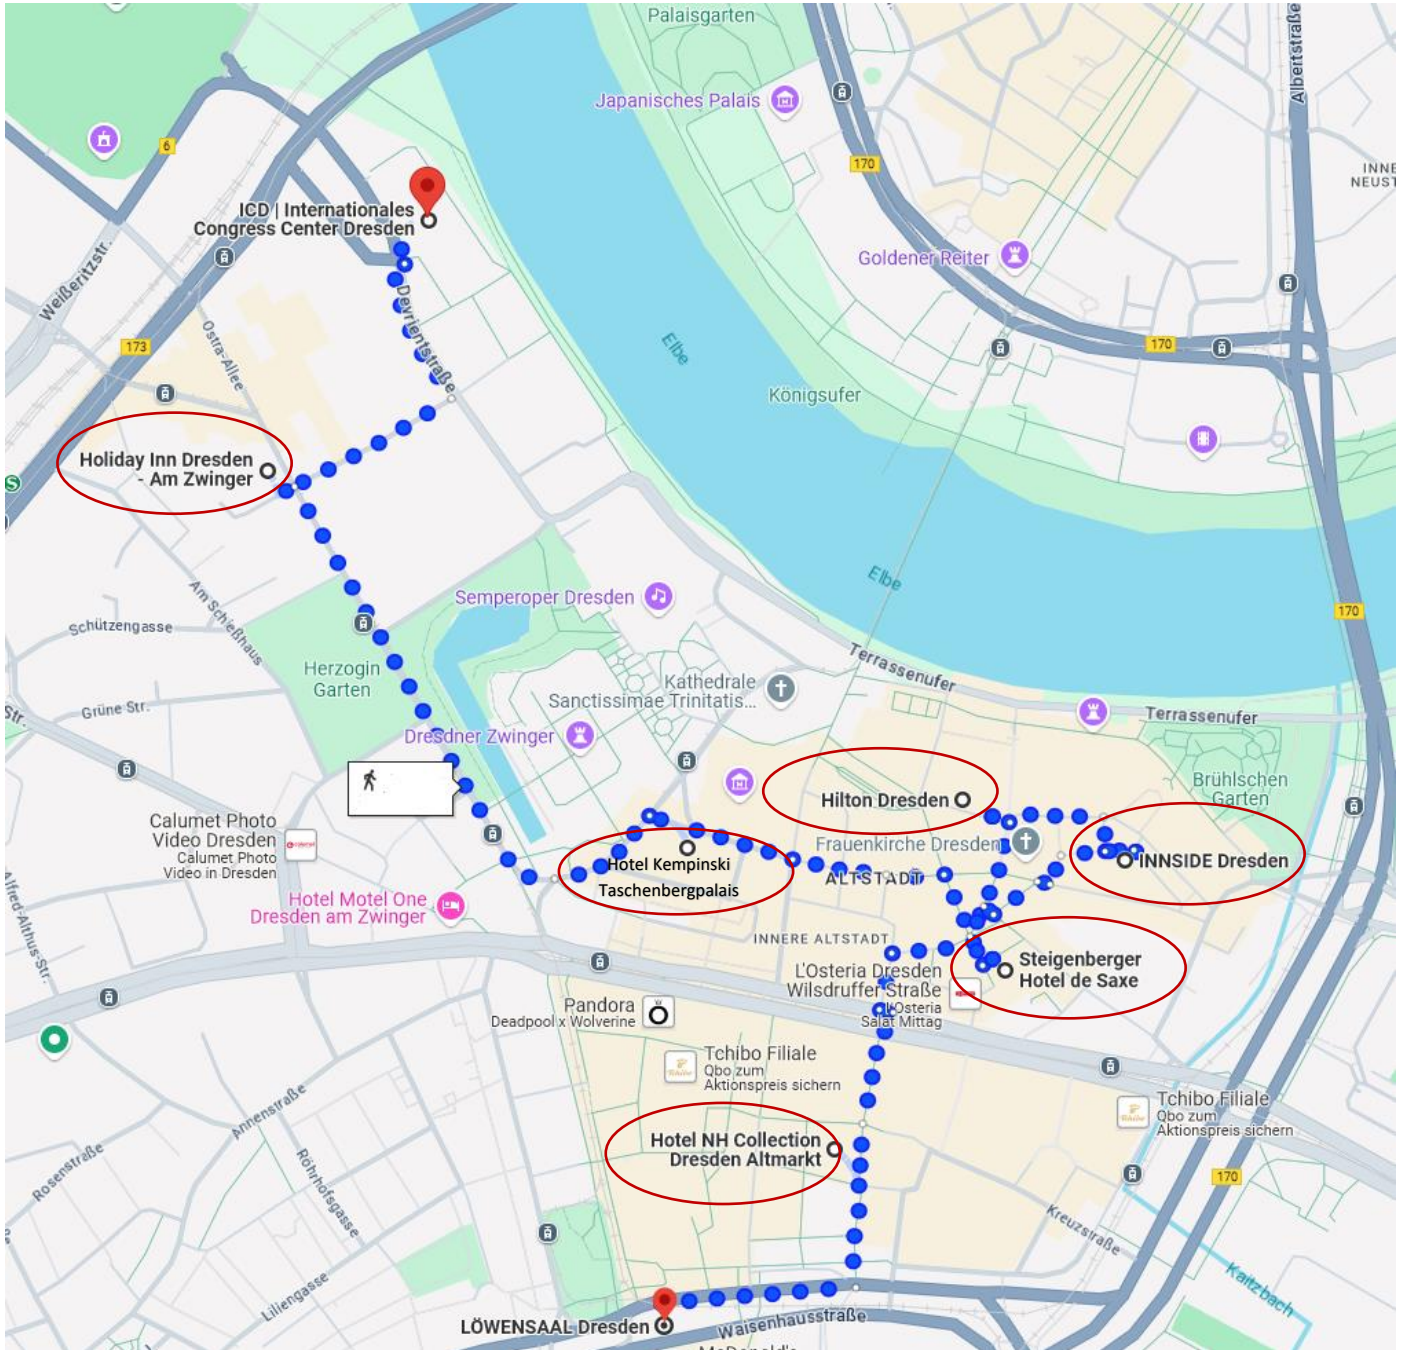 Palaisgarten
Albertstraße
Japanisches Palais
170
6
INNE
NEUST
ICD | Internationales
Congress Center Dresden
Weißeritzstr.
Goldener Reiter
Devrientstraße
Ostra-Allee
173
Elbe
170
170
Königsufer
Holiday Inn Dresden
- Am Zwinger
S
Elbe
Am Schießhaus
Semperoper Dresden
170
Schützengasse
Herzogin
Garten
Terrassenufer
Kathedrale
Sanctissimae Trinitatis...
Grüne Str.
Str.
Dresdner Zwinger
Terrassenufer
Brühlschen
Garten
Hilton Dresden
Calumet Photo
Video Dresden
Calumet Photo
Video in Dresden
Frauenkirche Dresden
INNSIDE Dresden
Hotel Kempinski
Taschenbergpalais
ALTSTADT
Alfred-Althus-Str.
Hotel Motel One
Dresden am Zwinger
INNERE ALTSTADT
Steigenberger
Hotel de Saxe
L'Osteria Dresden
Wilsdruffer Straße
L'Osteria
Salat Mittag
Pandora
Deadpool x Wolverine
Tchibo Filiale
Qbo zum
Aktionspreis sichern
Tchibo Filiale
Qbo zum
Aktionspreis sichern
Annenstraße
Hotel NH Collection
Dresden Altmarkt
Rosenstraße
Röhrhofsgasse
170
Kreuzstraße
Liliengasse
Kaitzbach
LÖWENSAAL Dresden
Waisenhausstraße
McDonald's